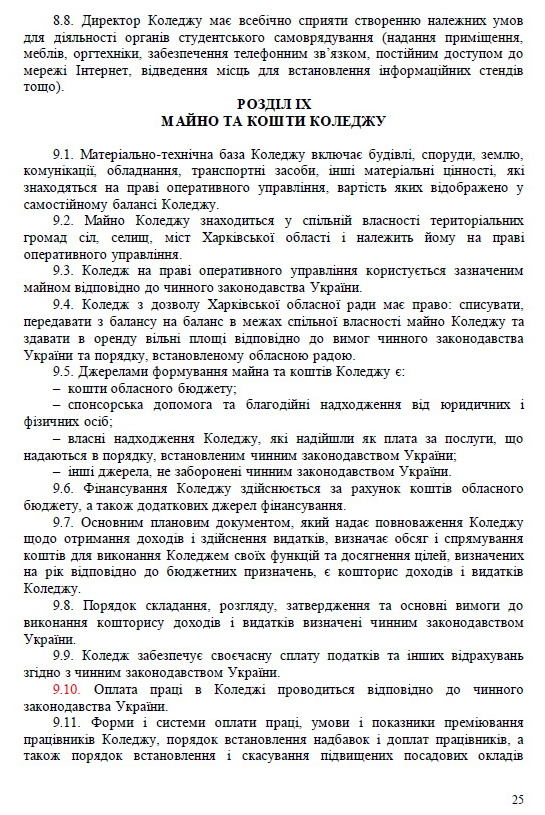 8.8. Директор Коледжу має всебічно сприяти створенню належних умов
для діяльності органів студентського самоврядування (надання приміщення,
меблів, оргтехніки, забезпечення телефонним зв’язком, постійним доступом до
мережі Інтернет, відведення місць для встановлення інформаційних стендів
тощо).
РОЗДІЛ IX
МАЙНО ТА КОШТИ КОЛЕДЖУ
9.1. Матеріально-технічна база Коледжу включає будівлі, споруди, землю,
комунікації, обладнання, транспортні засоби, інші матеріальні цінності, які
знаходяться на праві оперативного управління, вартість яких відображено у
самостійному балансі Коледжу.
9.2. Майно Коледжу знаходиться у спільній власності територіальних
громад сіл, селищ, міст Харківської області і належить йому на праві
оперативного управління.
9.3. Коледж на праві оперативного управління користується зазначеним
майном відповідно до чинного законодавства України.
9.4. Коледж з дозволу Харківської обласної ради має право: списувати,
передавати з балансу на баланс в межах спільної власності майно Коледжу та
здавати в оренду вільні площі відповідно до вимог чинного законодавства
України та порядку, встановленому обласною радою.
9.5. Джерелами формування майна та коштів Коледжу є:
– кошти обласного бюджету;
– спонсорська допомога та благодійні надходження від юридичних і
фізичних осіб;
– власні надходження Коледжу, які надійшли як плата за послуги, що
надаються в порядку, встановленим чинним законодавством України;
– інші джерела, не заборонені чинним законодавством України.
9.6. Фінансування Коледжу здійснюється за рахунок коштів обласного
бюджету, а також додаткових джерел фінансування.
9.7. Основним плановим документом, який надає повноваження Коледжу
щодо отримання доходів і здійснення видатків, визначає обсяг і спрямування
коштів для виконання Коледжем своїх функцій та досягнення цілей, визначених
на рік відповідно до бюджетних призначень, є кошторис доходів і видатків
Коледжу.
9.8. Порядок складання, розгляду, затвердження та основні вимоги до
виконання кошторису доходів і видатків визначені чинним законодавством
України.
9.9. Коледж забезпечує своєчасну сплату податків та інших відрахувань
згідно з чинним законодавством України.
9.10. Оплата праці в Коледжі проводиться відповідно до чинного
законодавства України.
9.11. Форми і системи оплати праці, умови і показники преміювання
працівників Коледжу, порядок встановлення надбавок і доплат працівників, а
також порядок встановлення і скасування підвищених посадових окладів
25